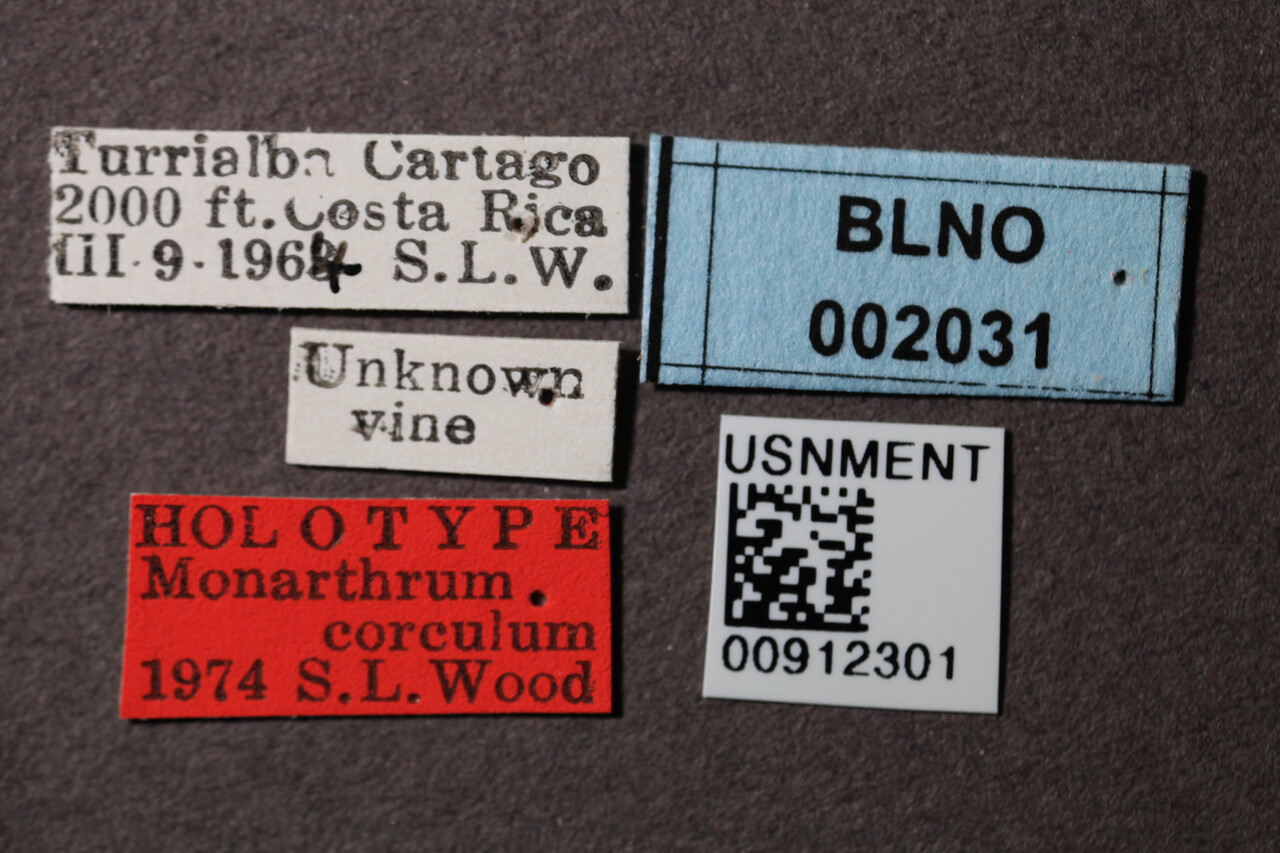 Turrialba Cartago
2000 ft. Costa Rica
III-9-1964 S.L.W.
Unknown
vine
HOLOTYPE
Monarthrum
corculum
1974 S.L.Wood
BLNO
002031
USNMENT
00912301